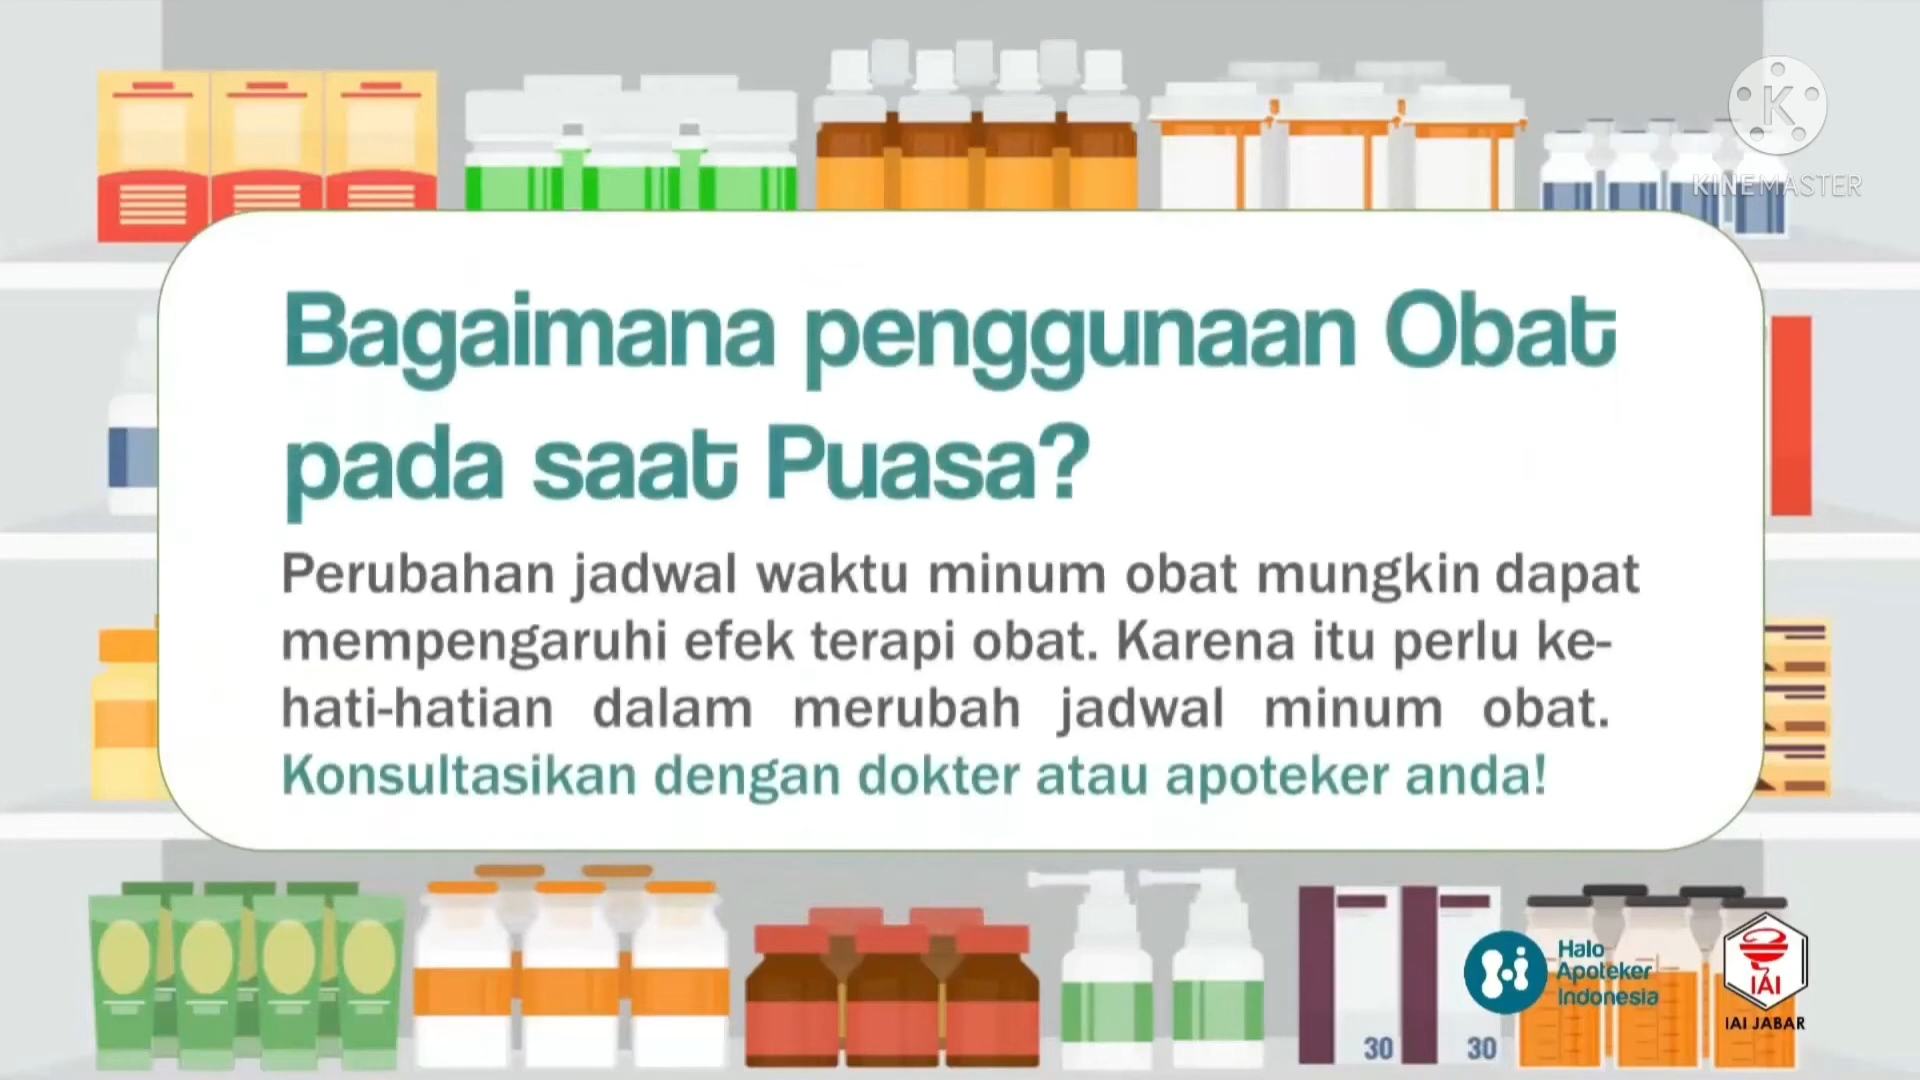 KINEMASTER
Bagaimana penggunaan Obat
pada saat Puasa?
Perubahan jadwal waktu minum obat mungkin dapat
mempengaruhi efek terapi obat. Karena itu perlu ke-
hati-hatian dalam merubah jadwal minum obat.
Konsultasikan dengan dokter atau apoteker anda!
Halo
Apoteker
Indonesia
IAI
IAI JABAR
30
30